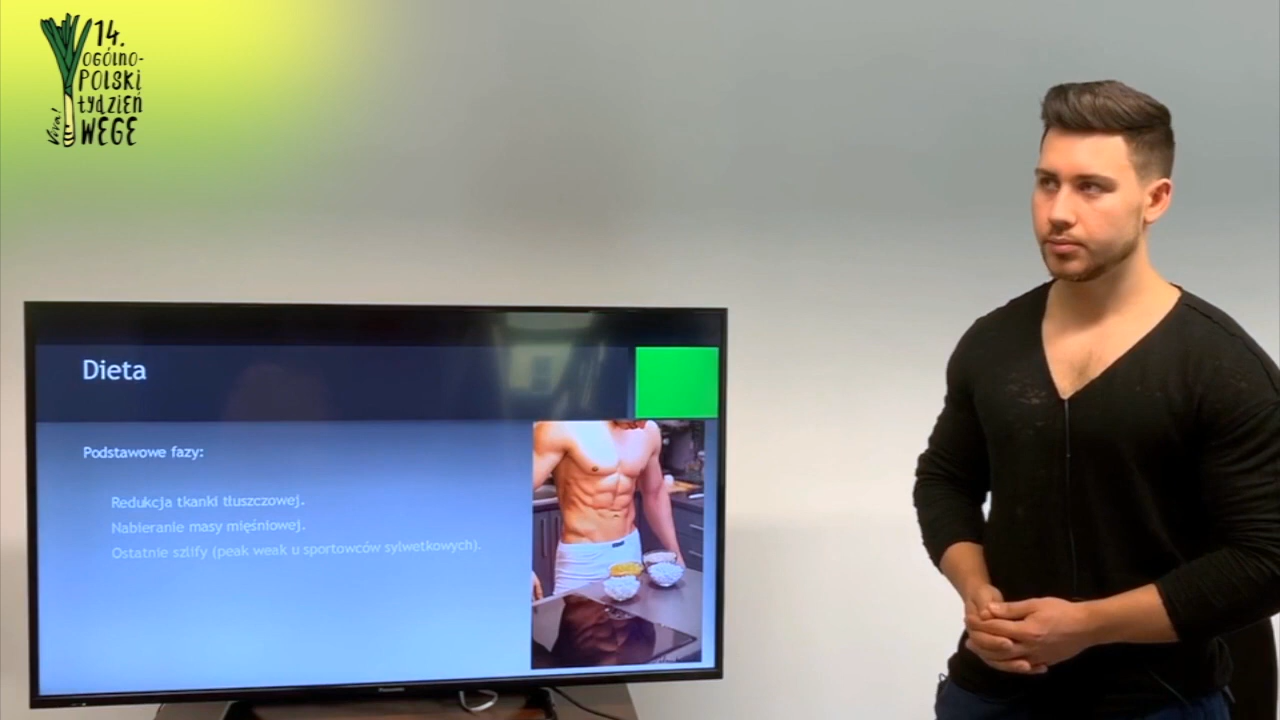 14.
OGÓLNO-
POLSKI
tydzień
WEGE
Viva!
Dieta
Podstawowe fazy:
Redukcja tkanki tłuszczowej.
Nabieranie masy mięśniowej.
Ostatnie szlify (peak weak u sportowców sylwetkowych).
Panasonic